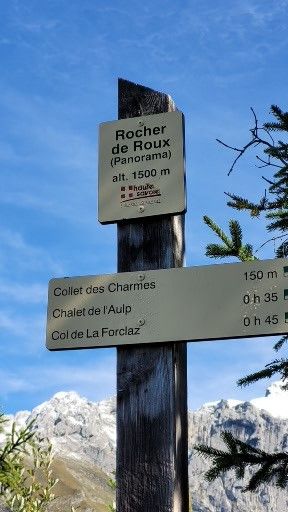 Rocher
de Roux
(Panorama)
alt. 1500 m
haute
savoie
Collet des Charmes 150 m
Chalet de l'Aulp 0 h 35
Col de La Forclaz 0 h 45